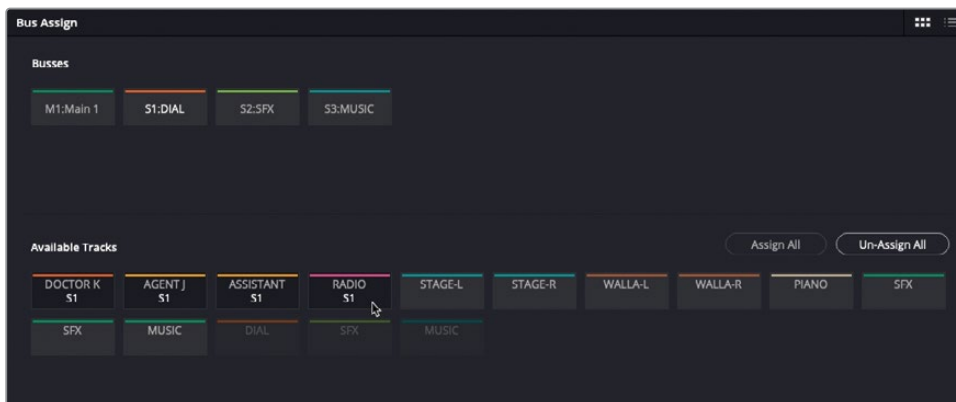 Bus Assign
Busses
M1:Main 1 S1:DIAL S2:SFX S3:MUSIC
Available Tracks Assign All Un-Assign All
DOCTOR K AGENT J ASSISTANT RADIO STAGE-L STAGE-R WALLA-L WALLA-R PIANO SFX
S1 S1 S1 S1
SFX MUSIC DIAL SFX MUSIC